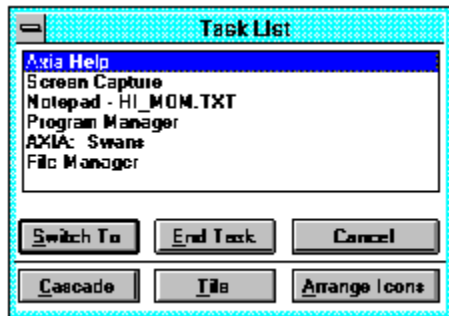 Task List
Axia Help
Screen Capture
Notepad - HI_MOM.TXT
Program Manager
AXIA: Swans
File Manager
Switch To End Task Cancel
Cascade Tile Arrange Icons